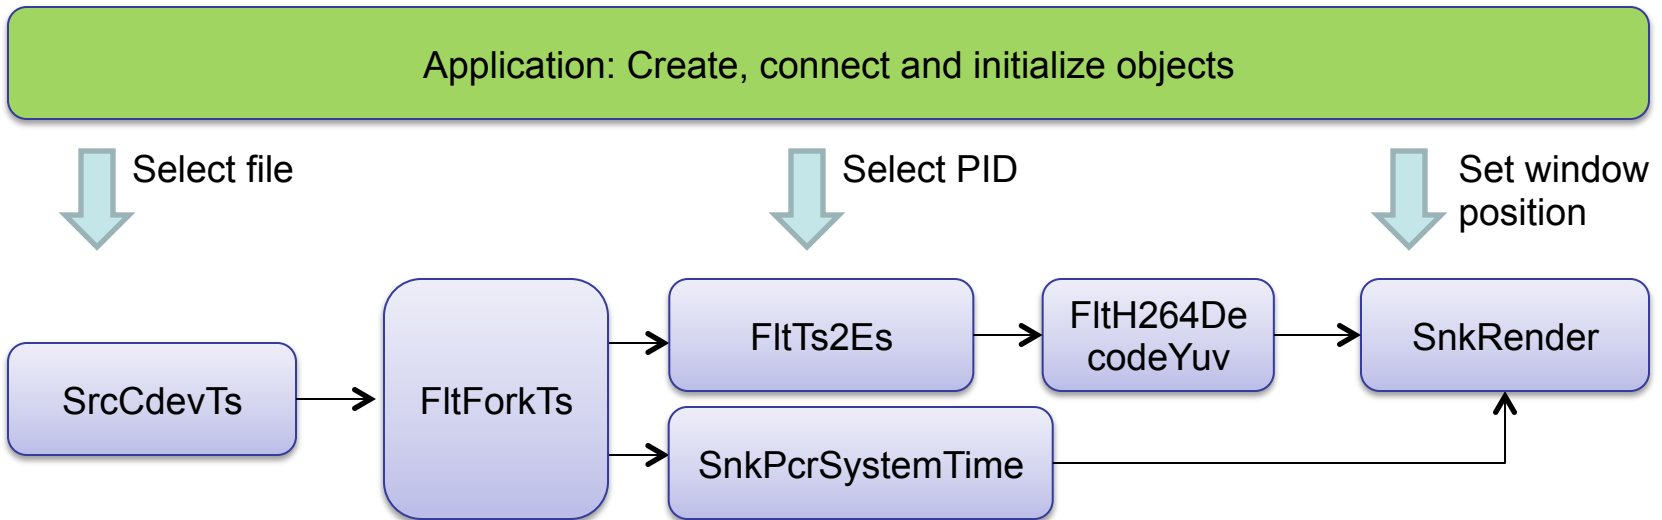 Application: Create, connect and initialize objects
Select file
Select PID
Set window
position
FltTs2Es
FltH264De
codeYuv
SnkRender
SrcCdevTs
FltForkTs
SnkPcrSystemTime